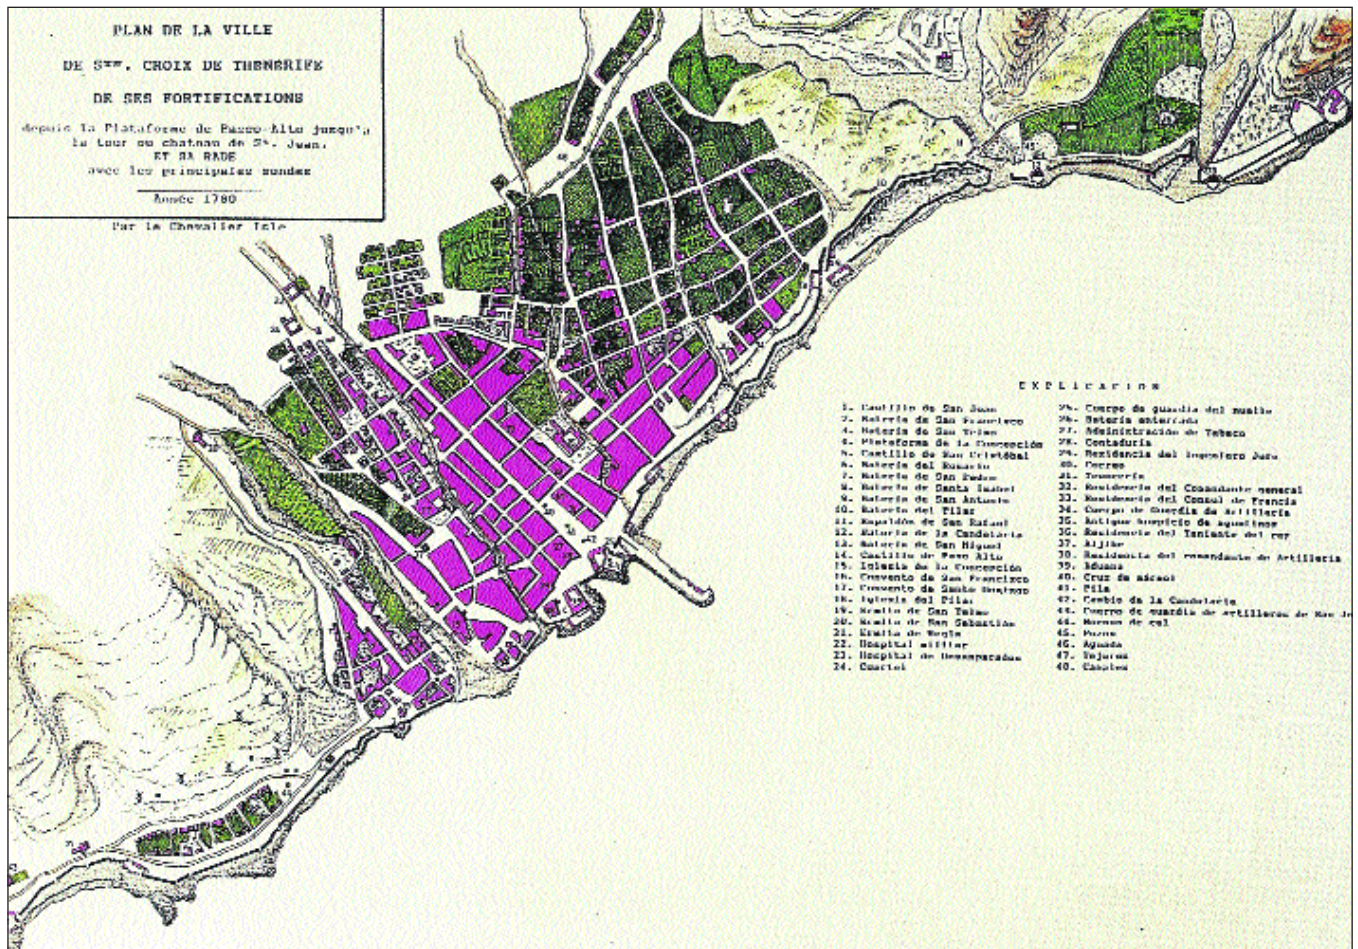 PLAN DE LA VILLE
DE Ste. CROIX DE THENERIFE
DE SES FORTIFICATIONS
depuis la Plataforme de Passo-Alto jusqu'a
la tour ou chateau de St. Juan,
ET SA RADE
avec les principales sondes
Année 1780
Par le Chevalier Isle
EXPLICACION
1. Castillo de San Juan
2. Batería de San Francisco
Batería de San Telmo
Plataforma de la Concepción
5. Castillo de San Cristóbal
6. Batería del Rosario
7. Batería de San Pedro
8. Batería de Santa Isabel
Batería de San Antonio
10. Batería del Pilar
11. Espaldón de San Rafael
12. Batería de la Candelaria
13. Batería de San Miguel
14. Castillo de Paso Alto
15. Iglesia de la Concepción
16. Convento de San Francisco
17. Convento de Santo Domingo
18. Iglesia del Pilar
19. Ermita de San Telmo
20. Ermita de San Sebastián
21. Ermita de Regla
22. Hospital militar
23. Hospital de Desamparados
24. Cuartel
25. Cuerpo de guardia del muelle
26. Batería enterrada
27. Administración de Tabaco
28. Contaduría
29. Residencia del Ingeniero Jefe
30. Correo
31. Tesorería
32. Residencia del Comandante general
33. Residencia del Consul de Francia
34. Cuerpo de Guardia de Artillería
35. Antiguo hospicio de agustinos
36. Residencia del Teniente del rey
37. Aljibe
38. Residencia del comandante de Artillería
39. Aduana
40. Cruz de mármol
41. Pila
42. de la Candelaria
Cuerpo de guardia de artilleros de San
44. Hornos de cal
45. Pozos
46. Aguada
47.
48. Canales